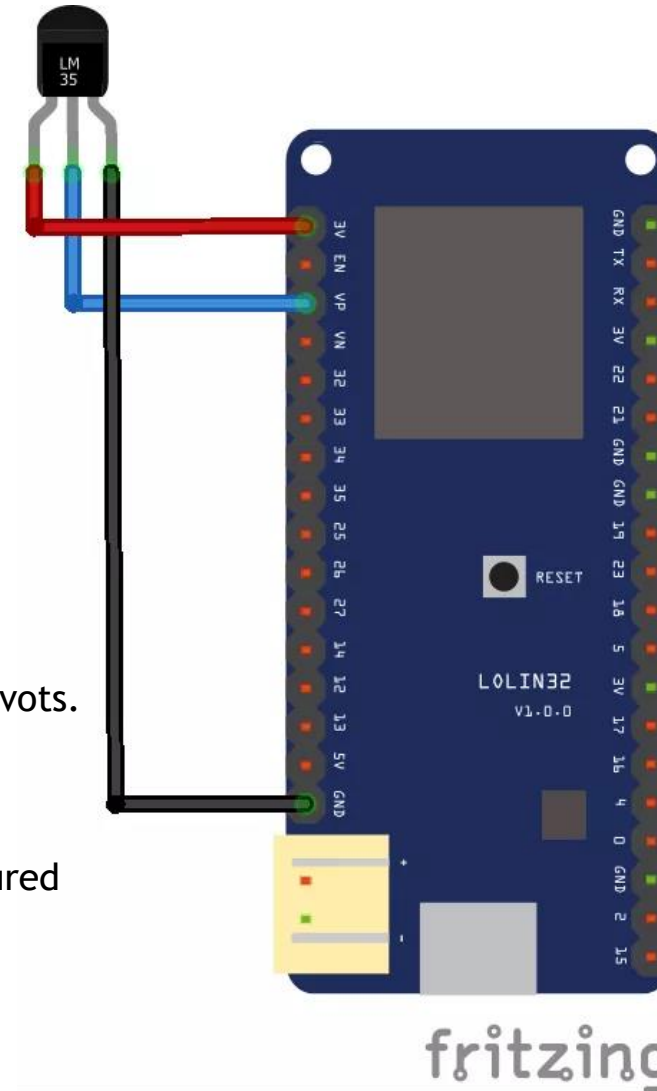 LM
35
3V
EN
VP
VN
32
33
34
35
25
26
27
14
12
13
5V
GND
GND
TX
RX
3V
22
21
GND
GND
19
23
18
5
3V
17
16
4
0
GND
2
15
RESET
LOLIN32
V1.0.0
+
-
vots.
ured
fritzing